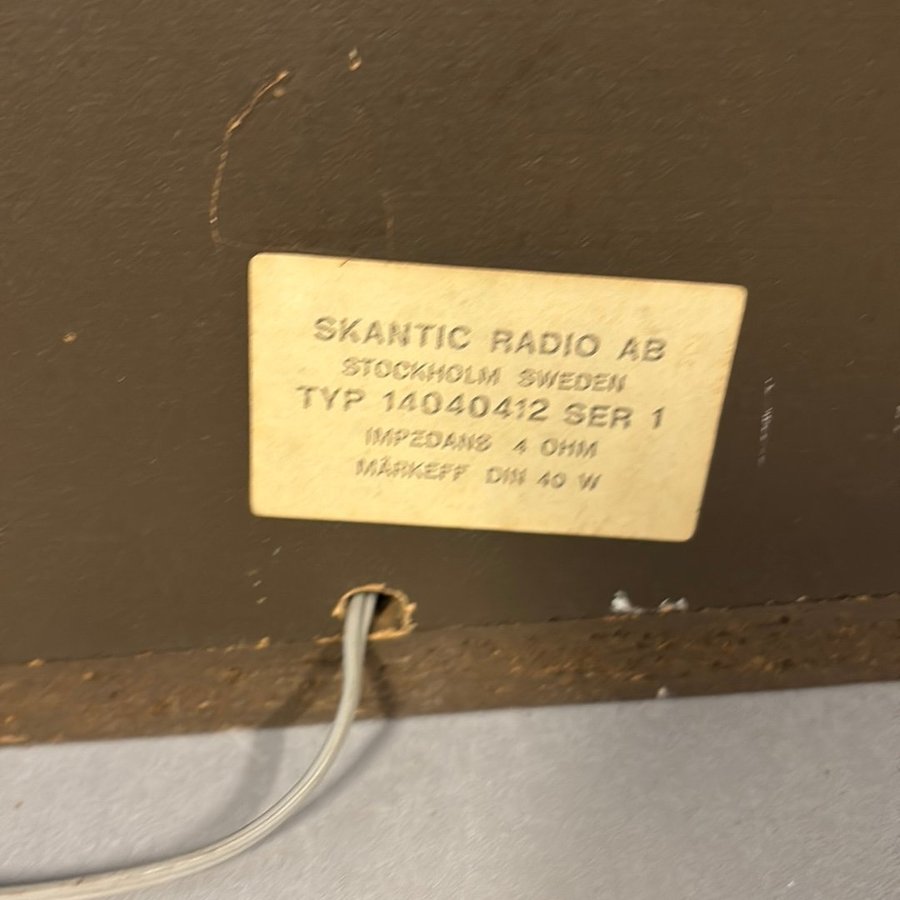 SKANTIC RADIO AB
STOCKHOLM SWEDEN
TYP 14040412 SER 1
IMPEDANS 4 OHM
MÄRKEFF DIN 40 W